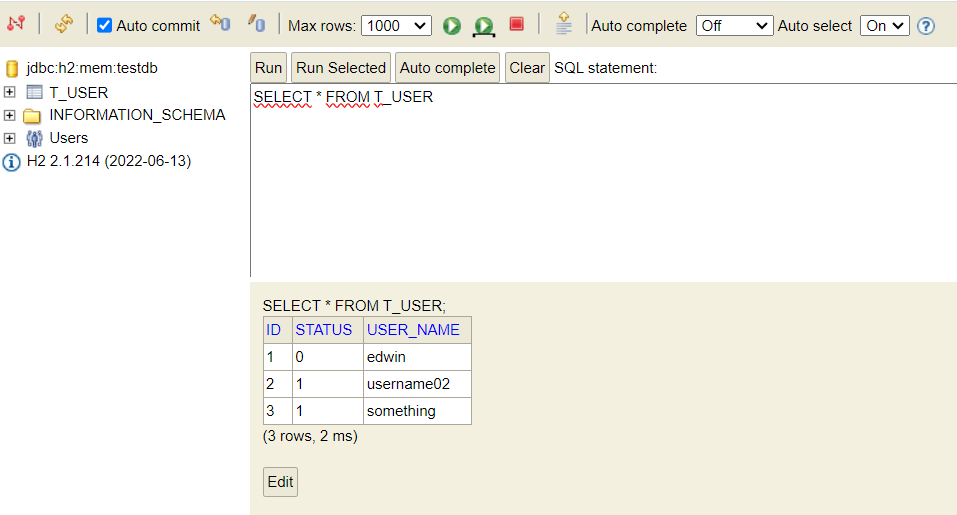 Auto commit Max rows: 1000 Auto complete Off Auto select On ?
jdbc:h2:mem:testdb
T_USER
INFORMATION_SCHEMA
Users
H2 2.1.214 (2022-06-13)
Run Run Selected Auto complete Clear SQL statement:
SELECT * FROM T_USER
SELECT * FROM T_USER;
ID STATUS USER_NAME
1 0 edwin
2 1 username02
3 1 something
(3 rows, 2 ms)
Edit